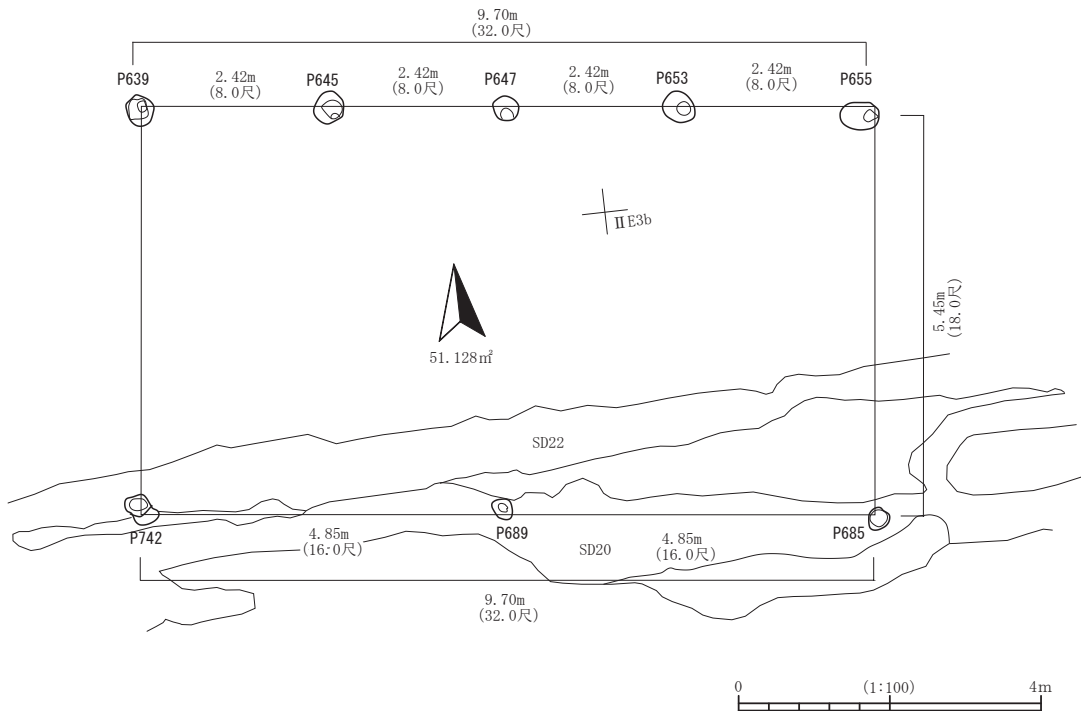 9.70m
(32.0尺)
P639
2.42m
(8.0尺)
P645
2.42m
(8.0尺)
P647
2.42m
(8.0尺)
P653
2.42m
(8.0尺)
P655
ⅡE3b
5.45m
(18.0尺)
51.128㎡
SD22
P742
4.85m
(16.0尺)
P689
SD20
4.85m
(16.0尺)
P685
9.70m
(32.0尺)
0
(1:100)
4m